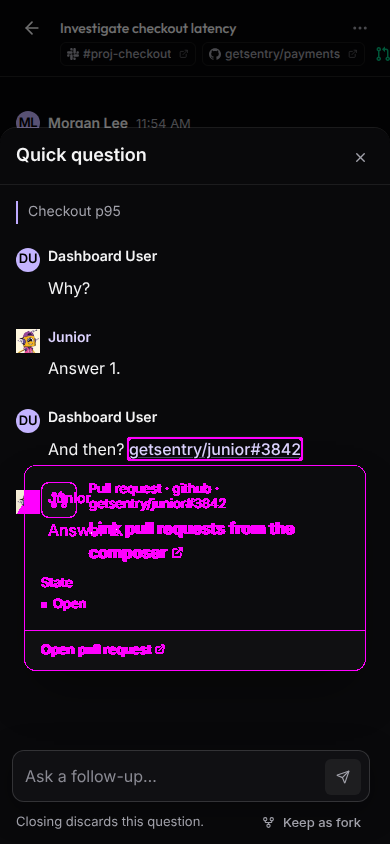 Investigate checkout latency
#proj-checkout
getsentry/payments
ML
Morgan Lee 11:54 AM
Quick question
Checkout p95
DU
Dashboard User
Why?
Junior
Answer 1.
DU
Dashboard User
And then? getsentry/junior#3842
Junior
Pull request · github ·
getsentry/junior#3842
Link pull requests from the
composer
State
Open
Open pull request
Ask a follow-up...
Closing discards this question.
Keep as fork